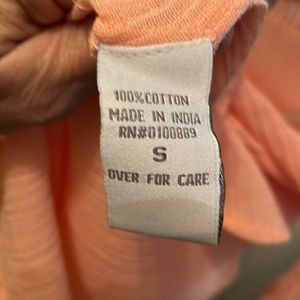 100%COTTON
MADE IN INDIA
RN#0100889
S
OVER FOR CARE